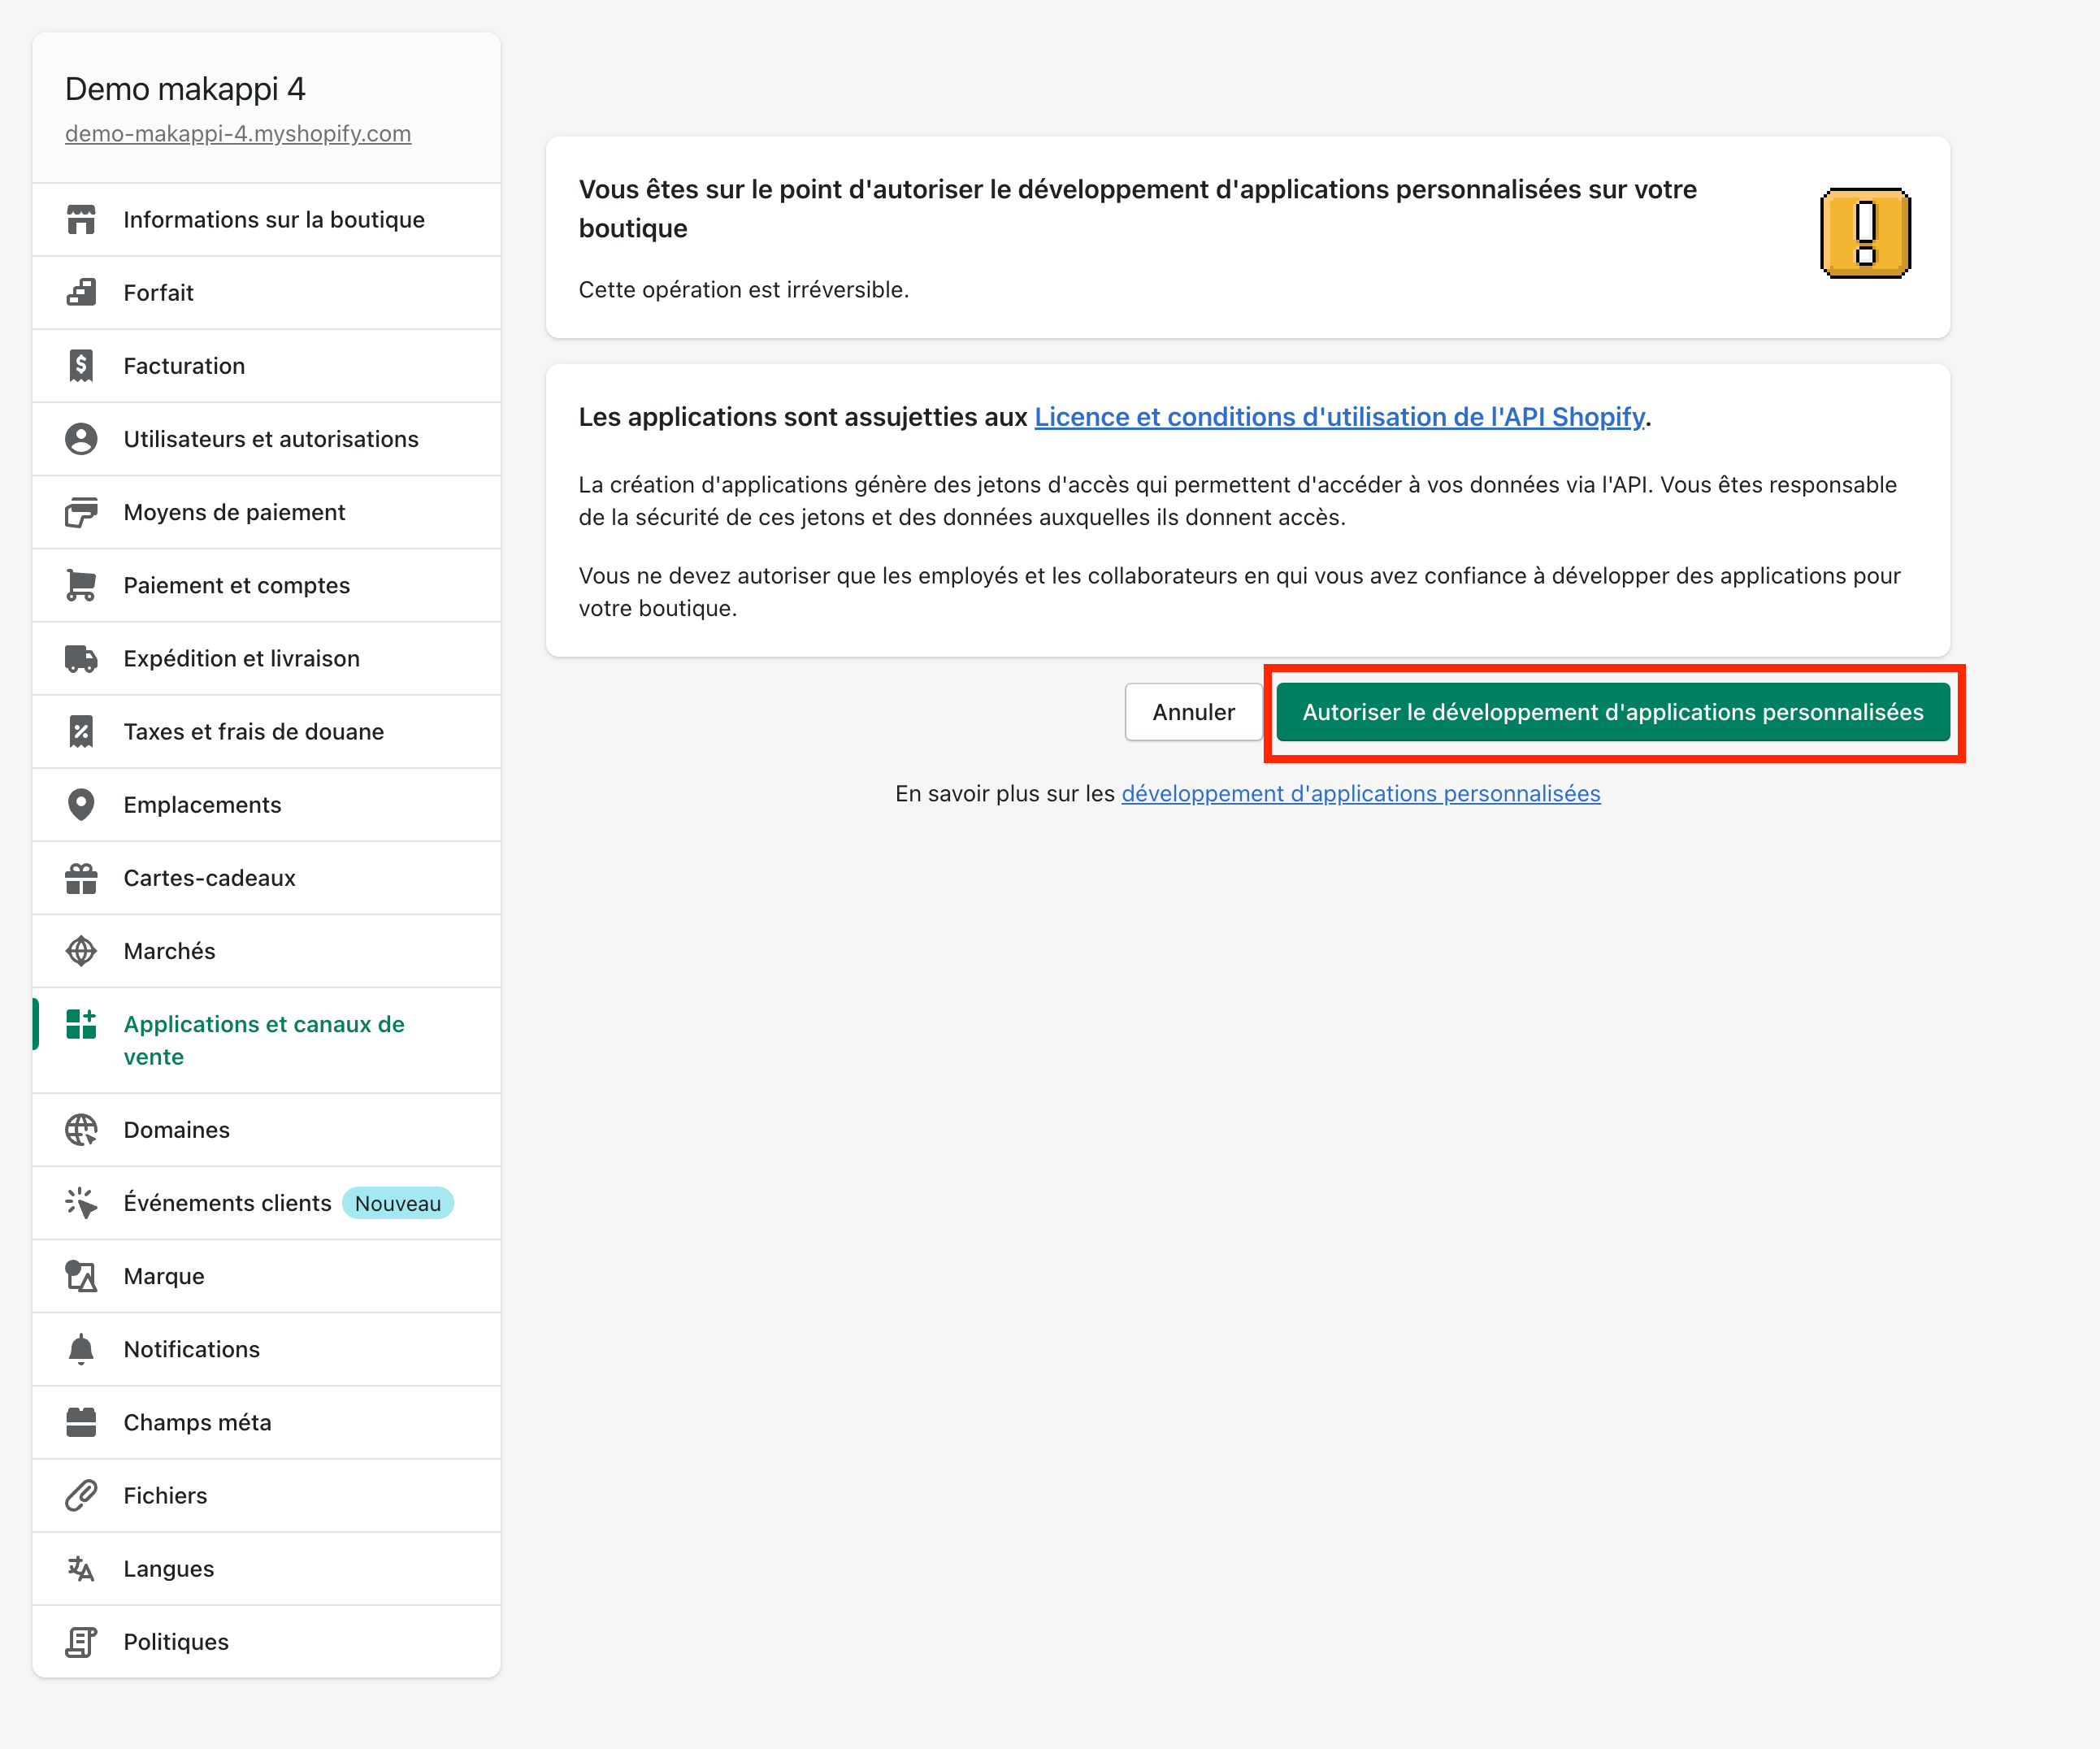 Demo makappi 4
demo-makappi-4.myshopify.com
Informations sur la boutique
Forfait
Facturation
Utilisateurs et autorisations
Moyens de paiement
Paiement et comptes
Expédition et livraison
Taxes et frais de douane
Emplacements
Cartes-cadeaux
Marchés
Applications et canaux de
vente
Domaines
Événements clients Nouveau
Marque
Notifications
Champs méta
Fichiers
Langues
Politiques
Vous êtes sur le point d'autoriser le développement d'applications personnalisées sur votre
boutique
Cette opération est irréversible.
Les applications sont assujetties aux Licence et conditions d'utilisation de l'API Shopify.
La création d'applications génère des jetons d'accès qui permettent d'accéder à vos données via l'API. Vous êtes responsable
de la sécurité de ces jetons et des données auxquelles ils donnent accès.
Vous ne devez autoriser que les employés et les collaborateurs en qui vous avez confiance à développer des applications pour
votre boutique.
Annuler
Autoriser le développement d'applications personnalisées
En savoir plus sur les développement d'applications personnalisées